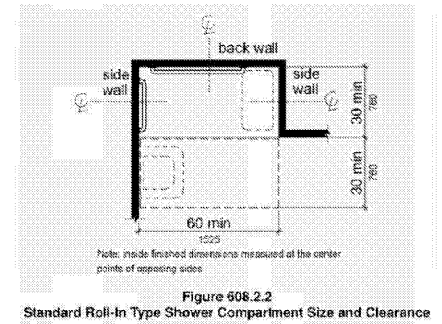 back wall
side
wall
side
wall
30 min
760
30 min
760
60 min
1525
Note: inside finished dimensions measured at the center
points of opposing sides
Figure 608.2.2
Standard Roll-In Type Shower Compartment Size and Clearance